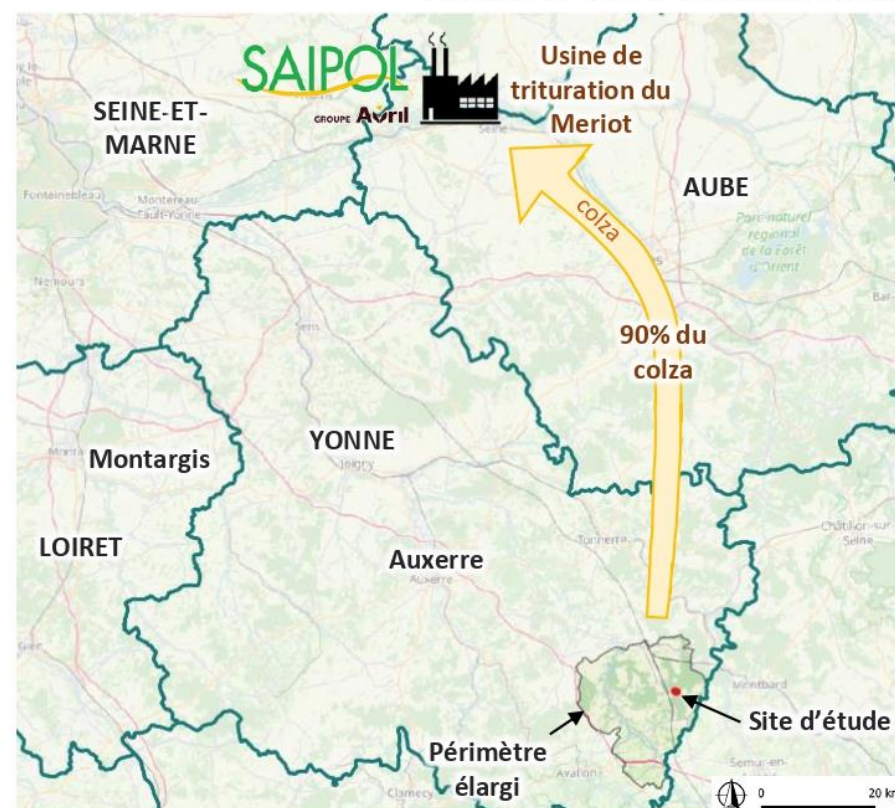 SAIPOL
GROUPE Avril
Usine de
trituration du
Meriot
SEINE-ET-
MARNE
Seine
AUBE
Fontainebleau
Montereau-
Fault-Yonne
colza
Parc naturel
régional
de la Forêt
d'Orient
Nemours
Sens
90% du
colza
YONNE
Joigny
Montargis
LOIRET
Auxerre
Auxerre
Tonnerre
Châtillon-sur-
Seine
Montbard
Site d'étude
Périmètre
élargi
Avallon
Semur-en-
Clamecy
0 20 km